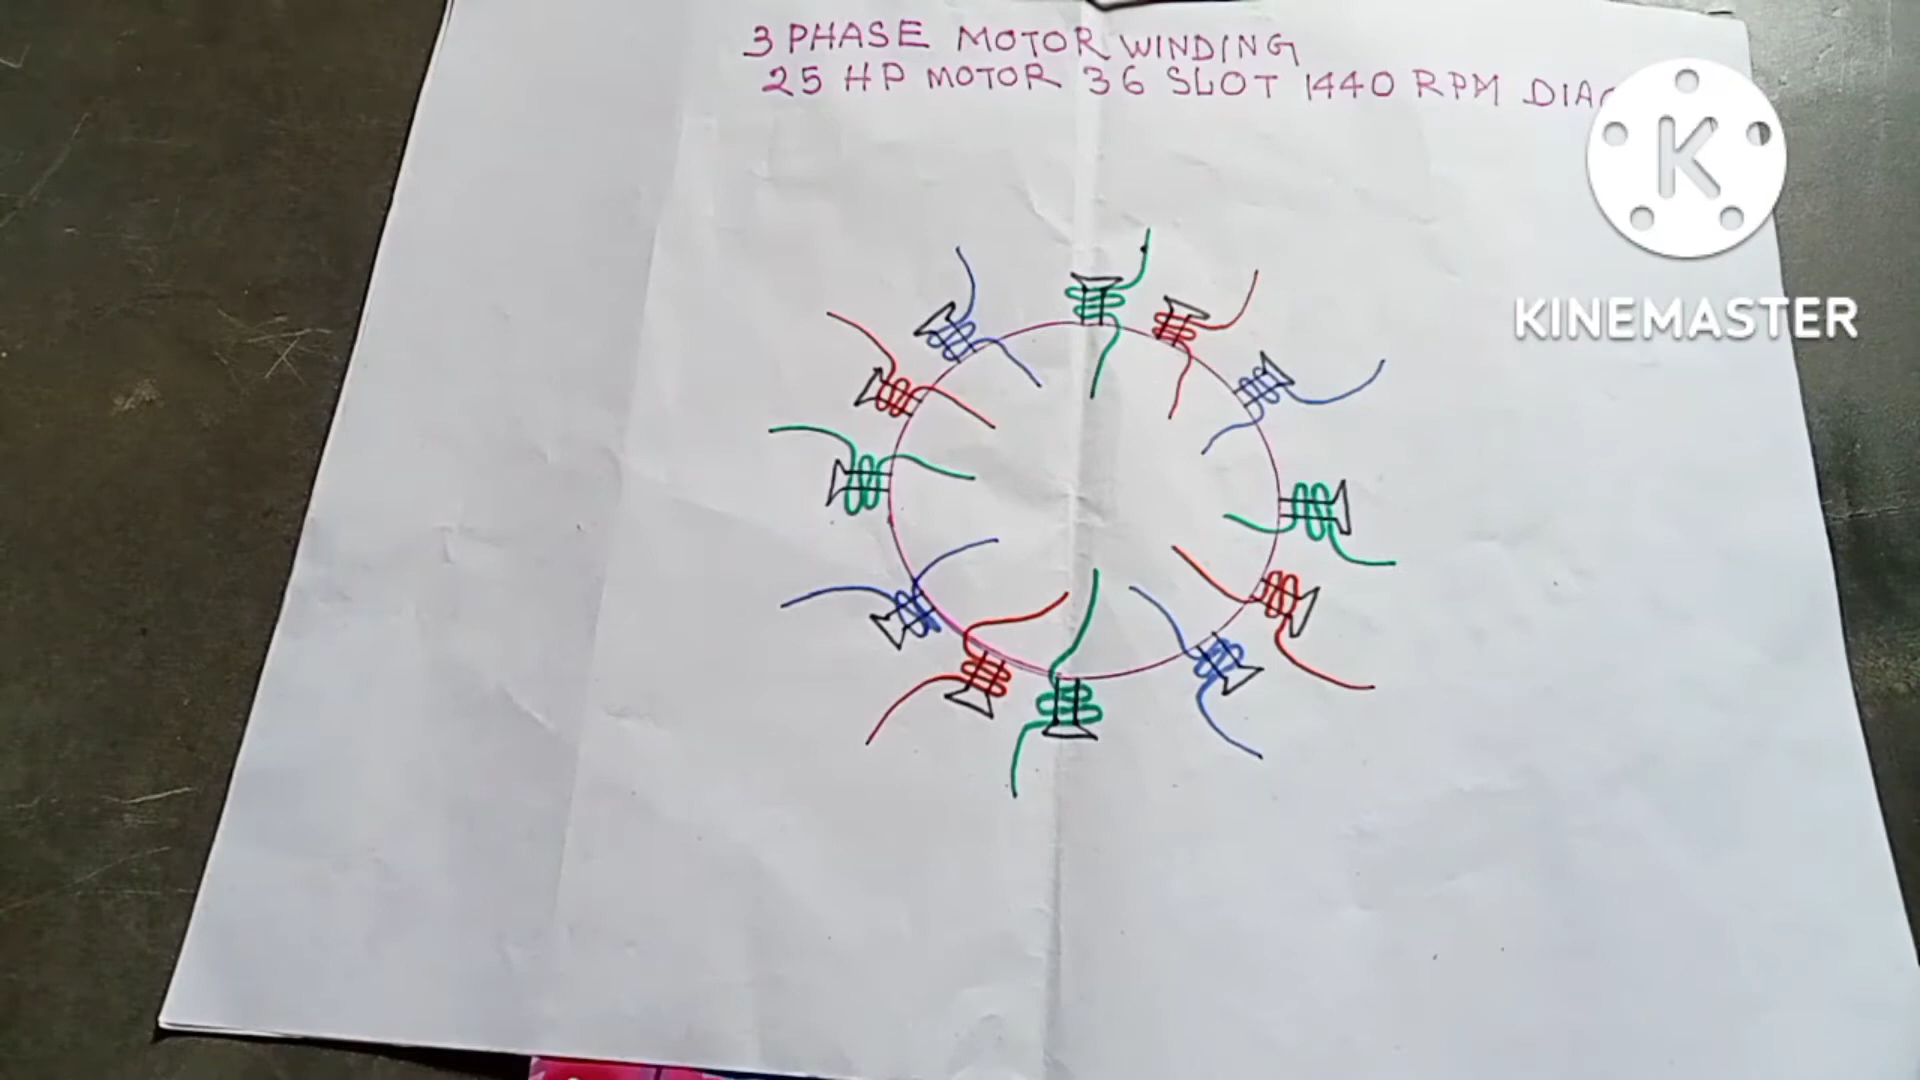 3 PHASE MOTOR WINDING
25 HP MOTOR 36 SLOT 1440 RPM
K
KINEMASTER